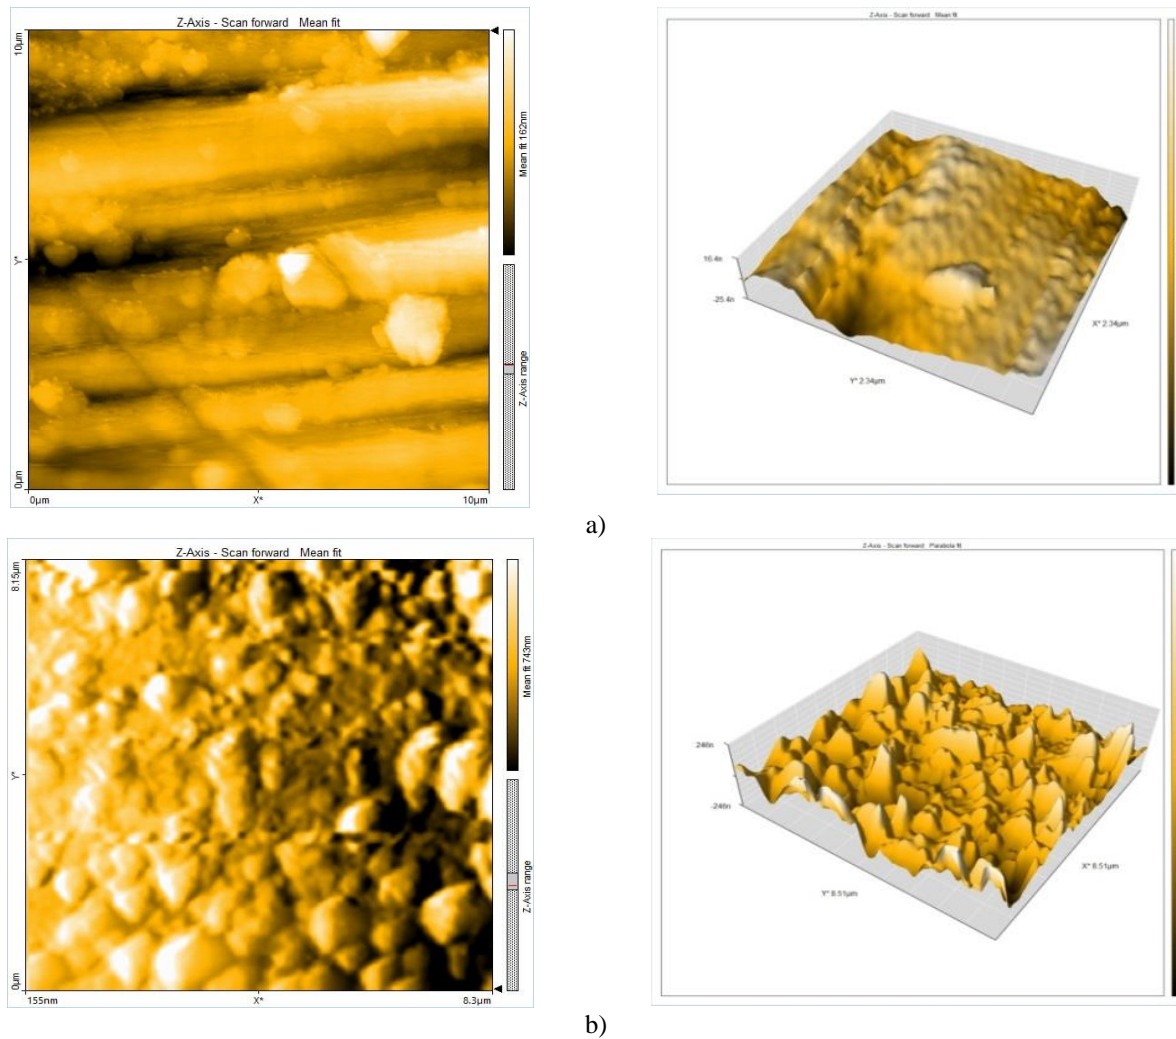 Z-Axis - Scan forward Mean fit
10µm
Y*
0µm
0µm
X*
10µm
Mean fit 162nm
Z-Axis range
Z-Axis - Scan forward Mean fit
-25.4n
X* 2.34µm
Y* 2.34µm
a)
Z-Axis - Scan forward Mean fit
8.15µm
Y*
0µm
155nm
X*
8.3µm
Mean fit 743nm
Z-Axis range
Z-Axis - Scan forward Parabola fit
246n
-246n
X* 8.51µm
Y* 8.51µm
b)